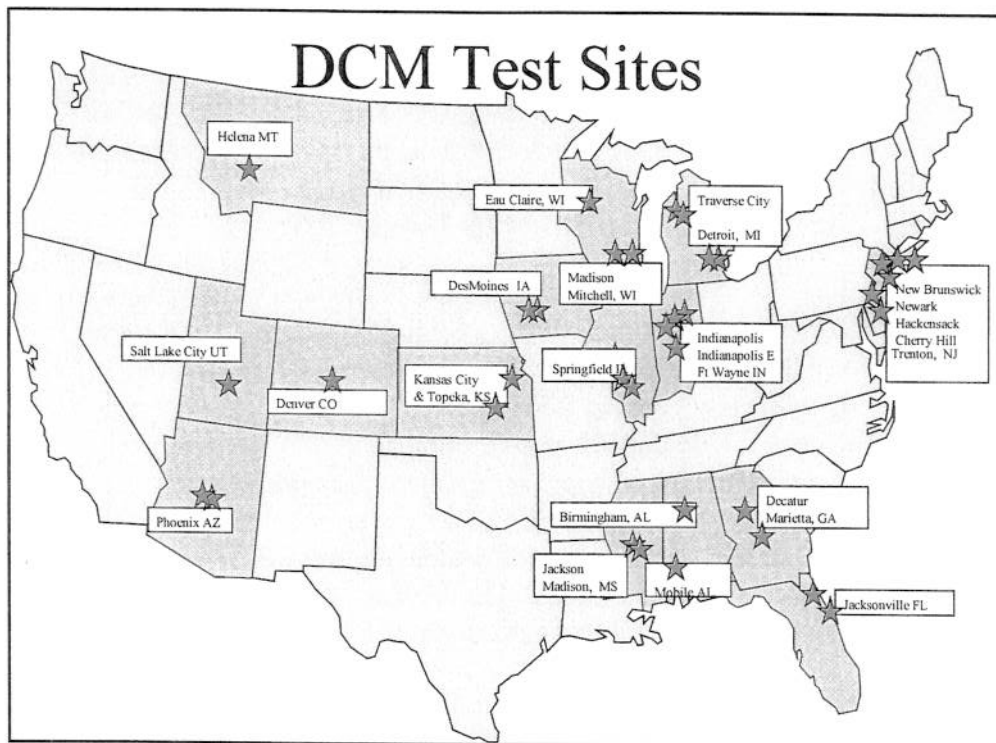 DCM Test Sites
Helena MT
Eau Claire, WI
Traverse City
Detroit, MI
DesMoines IA
Madison
Mitchell, WI
New Brunswick
Newark
Hackensack
Cherry Hill
Trenton, NJ
Indianapolis
Indianapolis E
Ft Wayne IN
Salt Lake City UT
Denver CO
Kansas City
& Topeka, KS
Springfield
Phoenix AZ
Birmingham, AL
Decatur
Marietta, GA
Jackson
Madison, MS
Mobile AL
Jacksonville FL